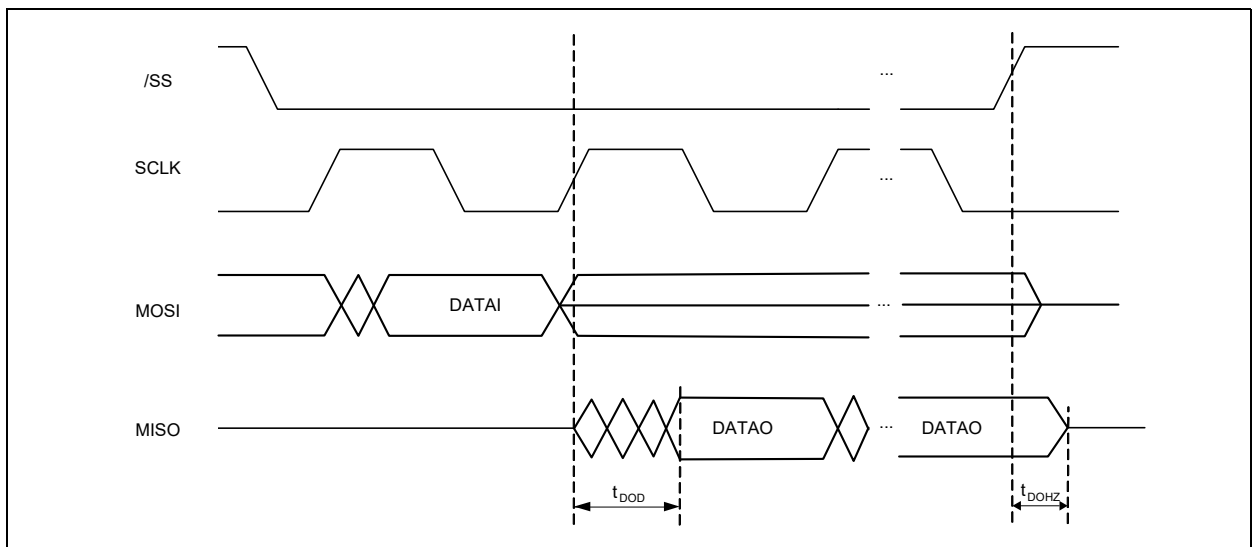 /SS
...
SCLK
...
MOSI
DATAI
...
MISO
DATAO
...
DATAO
tDOD
tDOHZ